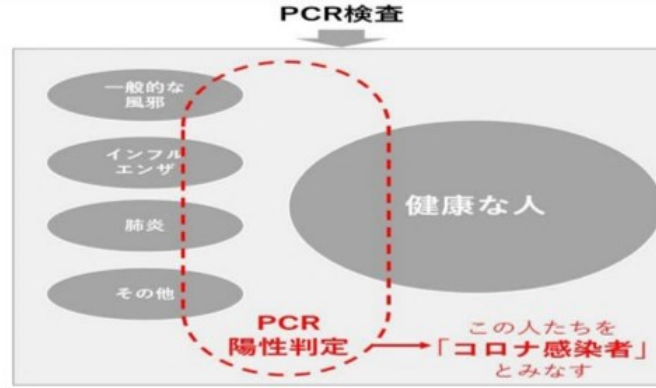 PCR検査
一般的な
風邪
インフル
エンザ
肺炎
その他
健康な人
PCR
陽性判定
この人たちを
「コロナ感染者」
とみなす